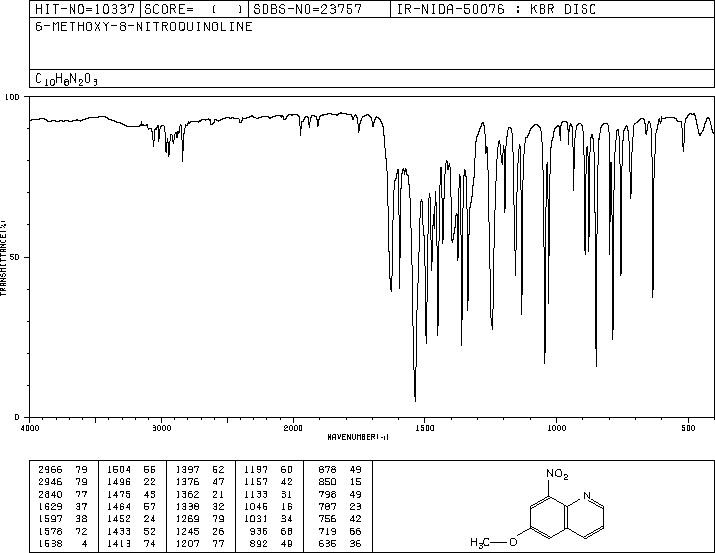 HIT-NO=10337 SCORE= ( ) SDBS-NO=23757 IR-NIDA-50076 : KBR DISC
6-METHOXY-8-NITROQUINOLINE
C10H8N2O3
100
50
0
TRANSMITTANCE(%)
4000 3000 2000 1500 1000 500
WAVENUMBER(-1)
2966 79 1504 66 1397 52 1197 60 878 49
2946 79 1496 22 1376 47 1157 42 850 15
2840 77 1475 45 1362 21 1133 31 798 49
1629 37 1464 57 1338 32 1046 16 787 23
1597 38 1452 24 1269 79 1031 34 756 42
1578 72 1433 52 1245 26 936 68 719 66
1538 4 1413 74 1207 77 892 49 636 36
NO2
N
H3C
O